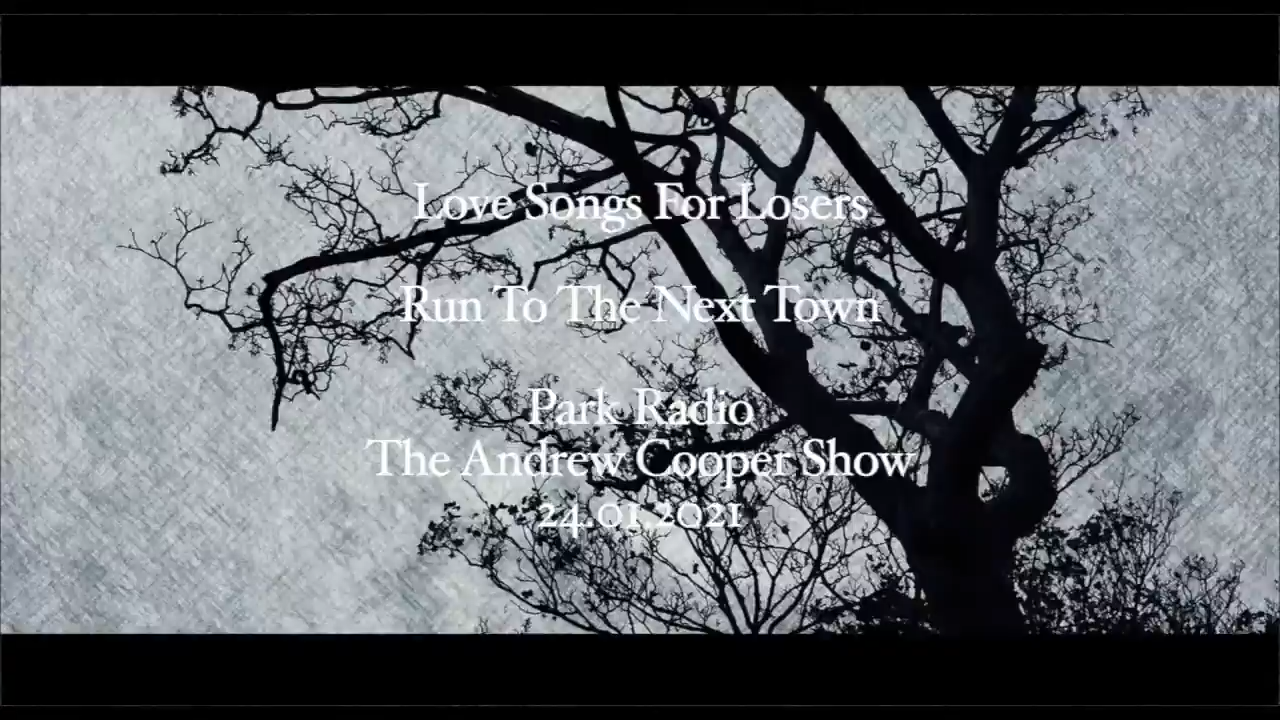 Love Songs For Losers
Run To The Next Town
Park Radio
The Andrew Cooper Show
24.01.2021